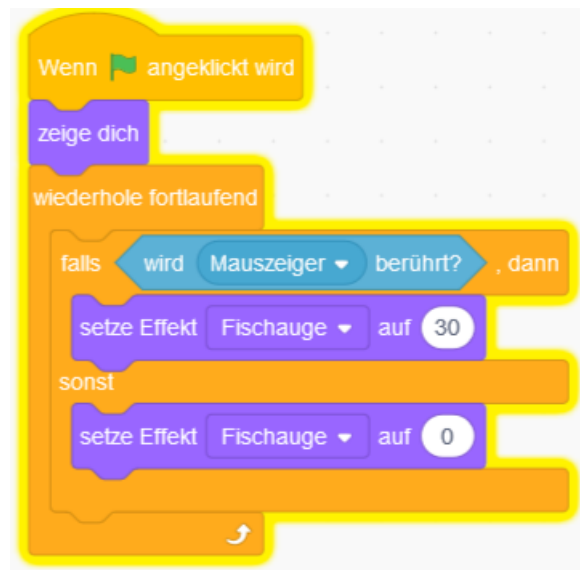 Wenn angeklickt wird
zeige dich
wiederhole fortlaufend
falls wird Mauszeiger berührt? , dann
setze Effekt Fischauge auf 30
sonst
setze Effekt Fischauge auf 0